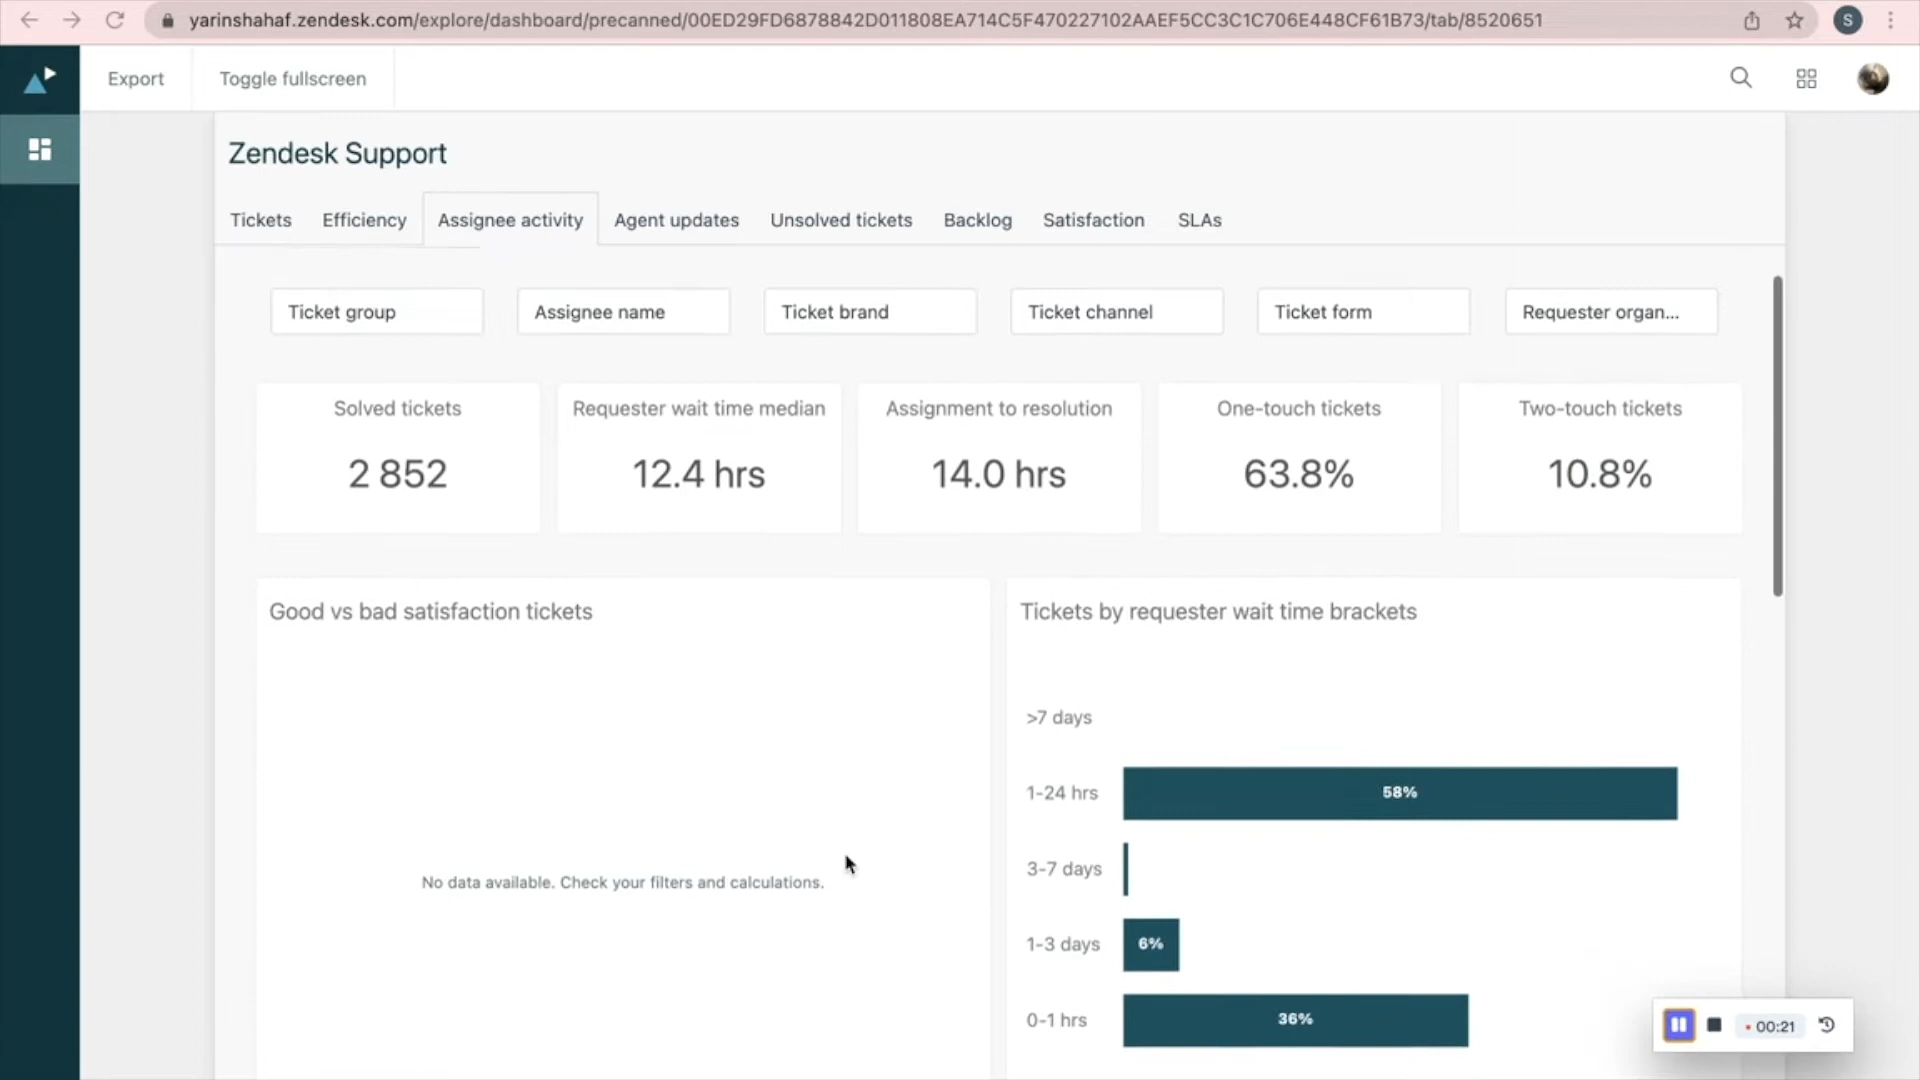 yarinshahaf.zendesk.com/explore/dashboard/precanned/00ED29FD6878842D011808EA714C5F470227102AAEF5CC3C1C706E448CF61B73/tab/8520651
S
Export
Toggle fullscreen
Zendesk Support
Tickets
Efficiency
Assignee activity
Agent updates
Unsolved tickets
Backlog
Satisfaction
SLAs
Ticket group
Assignee name
Ticket brand
Ticket channel
Ticket form
Requester organ...
Solved tickets
2 852
Requester wait time median
12.4 hrs
Assignment to resolution
14.0 hrs
One-touch tickets
63.8%
Two-touch tickets
10.8%
Good vs bad satisfaction tickets
No data available. Check your filters and calculations.
Tickets by requester wait time brackets
>7 days
1-24 hrs
58%
3-7 days
1-3 days
6%
0-1 hrs
36%
00:21